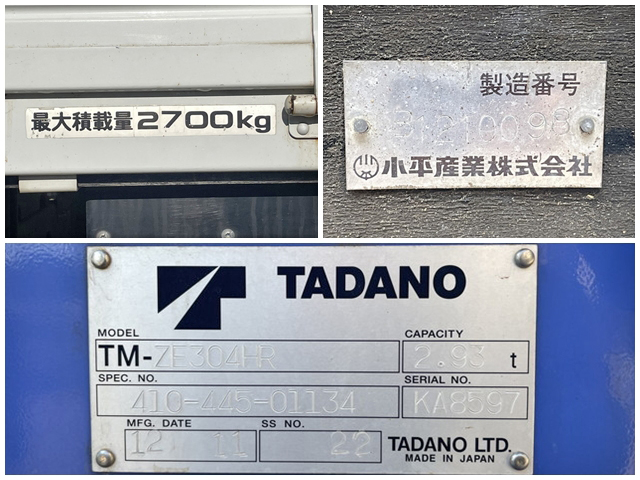 最大積載量2700kg
製造番号
31210098
小平産業株式会社
TADANO
MODEL
CAPACITY
TM-ZE304HR
2.93 t
SPEC. NO.
SERIAL NO.
410-445-01134
KA8597
MFG. DATE
SS NO.
12 11
22
TADANO LTD.
MADE IN JAPAN